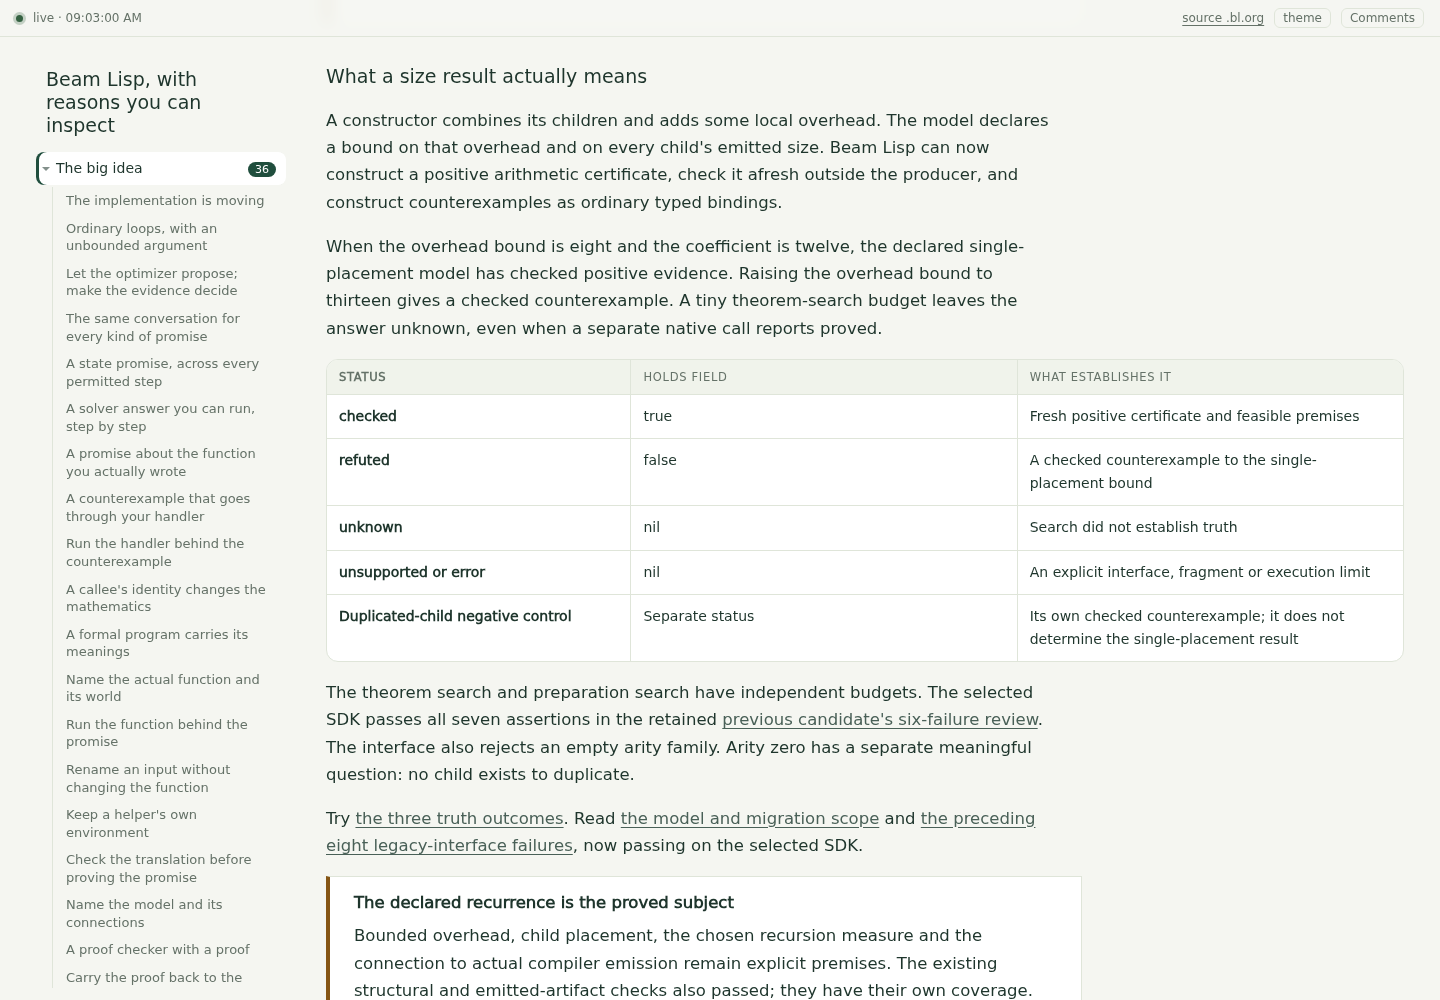 live · 09:03:00 AM
source .bl.org
theme
Comments
Beam Lisp, with
reasons you can
inspect
The big idea
36
The implementation is moving
Ordinary loops, with an
unbounded argument
Let the optimizer propose;
make the evidence decide
The same conversation for
every kind of promise
A state promise, across every
permitted step
A solver answer you can run,
step by step
A promise about the function
you actually wrote
A counterexample that goes
through your handler
Run the handler behind the
counterexample
A callee's identity changes the
mathematics
A formal program carries its
meanings
Name the actual function and
its world
Run the function behind the
promise
Rename an input without
changing the function
Keep a helper's own
environment
Check the translation before
proving the promise
Name the model and its
connections
A proof checker with a proof
Carry the proof back to the
What a size result actually means
A constructor combines its children and adds some local overhead. The model declares
a bound on that overhead and on every child's emitted size. Beam Lisp can now
construct a positive arithmetic certificate, check it afresh outside the producer, and
construct counterexamples as ordinary typed bindings.
When the overhead bound is eight and the coefficient is twelve, the declared single-
placement model has checked positive evidence. Raising the overhead bound to
thirteen gives a checked counterexample. A tiny theorem-search budget leaves the
answer unknown, even when a separate native call reports proved.
STATUS HOLDS FIELD WHAT ESTABLISHES IT
checked true Fresh positive certificate and feasible premises
refuted false A checked counterexample to the single-
placement bound
unknown nil Search did not establish truth
unsupported or error nil An explicit interface, fragment or execution limit
Duplicated-child negative control Separate status Its own checked counterexample; it does not
determine the single-placement result
The theorem search and preparation search have independent budgets. The selected
SDK passes all seven assertions in the retained previous candidate's six-failure review.
The interface also rejects an empty arity family. Arity zero has a separate meaningful
question: no child exists to duplicate.
Try the three truth outcomes. Read the model and migration scope and the preceding
eight legacy-interface failures, now passing on the selected SDK.
The declared recurrence is the proved subject
Bounded overhead, child placement, the chosen recursion measure and the
connection to actual compiler emission remain explicit premises. The existing
structural and emitted-artifact checks also passed; they have their own coverage.